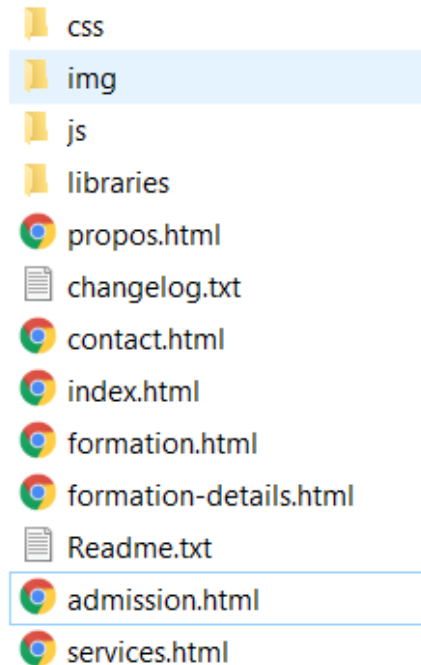 css
img
js
libraries
propos.html
changelog.txt
contact.html
index.html
formation.html
formation-details.html
Readme.txt
admission.html
services.html